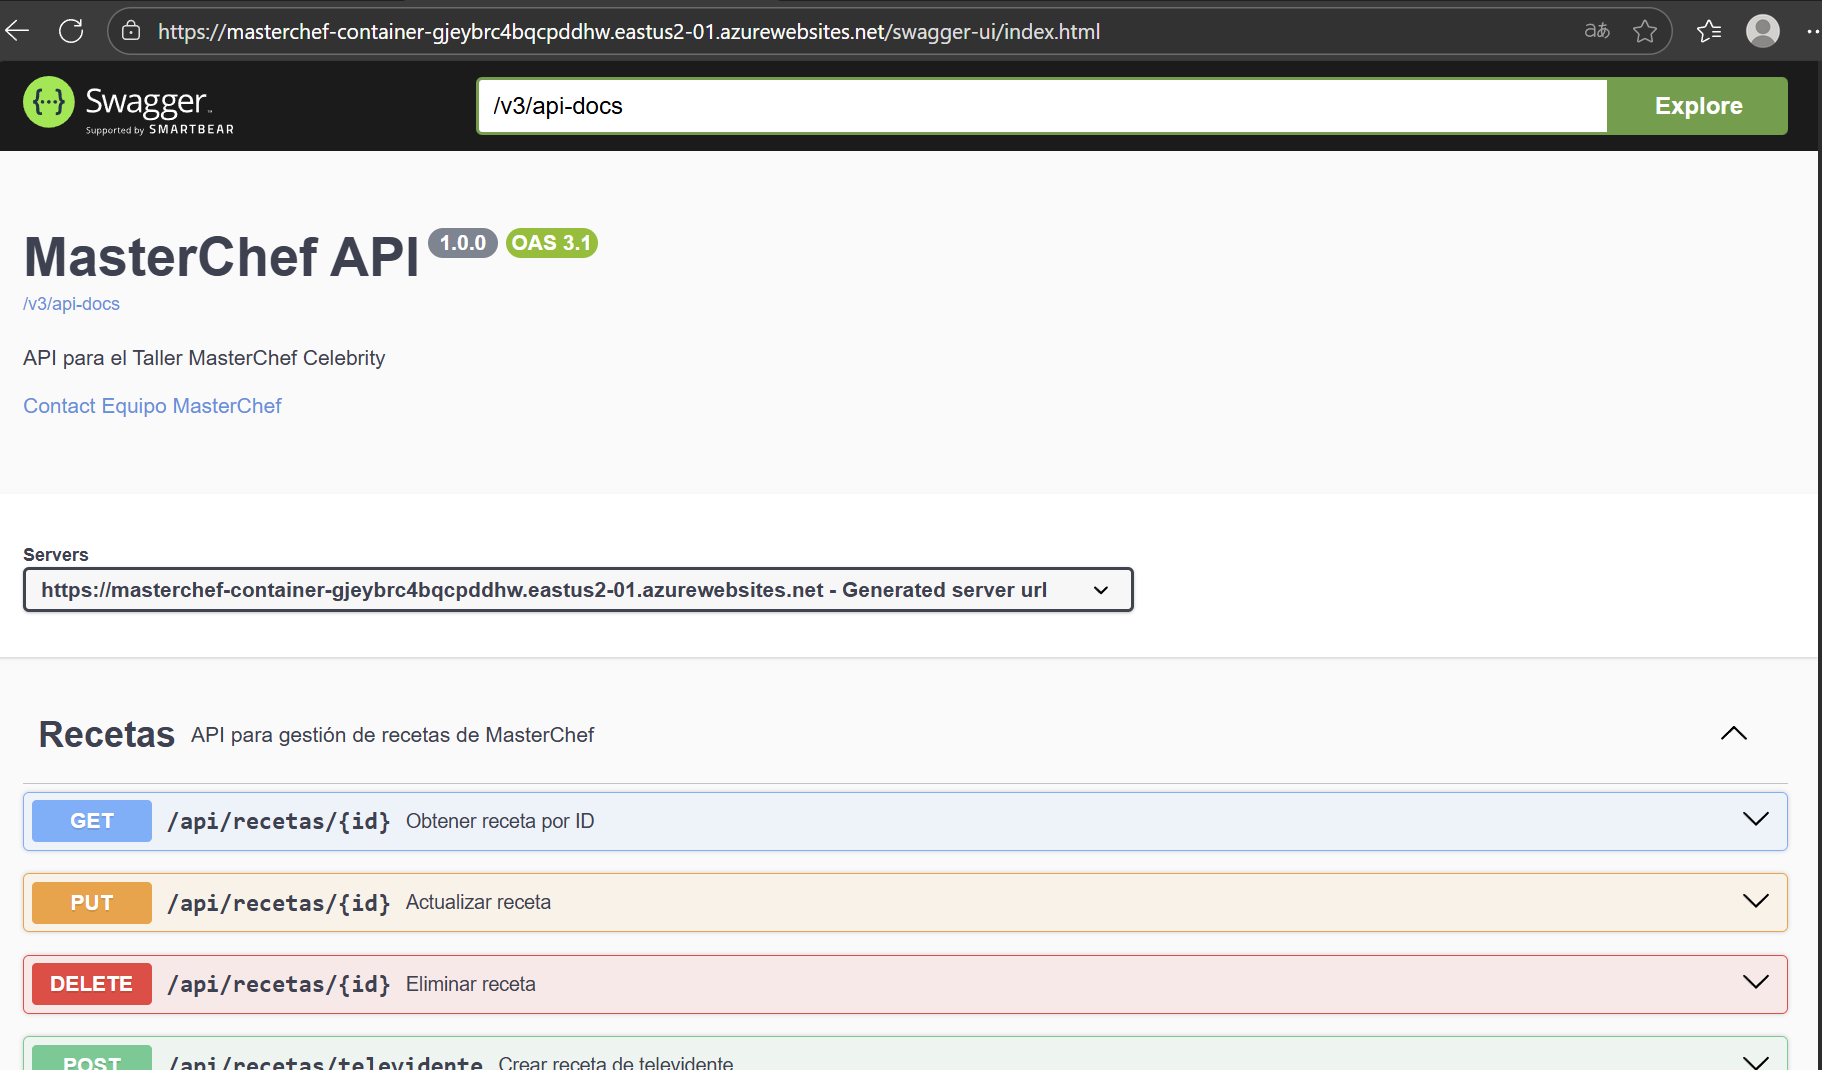 https://masterchef-container-gjeybrc4bqcpddhw.eastus2-01.azurewebsites.net/swagger-ui/index.html
Swagger
Supported by SMARTBEAR
/v3/api-docs
Explore
MasterChef API 1.0.0 OAS 3.1
/v3/api-docs
API para el Taller MasterChef Celebrity
Contact Equipo MasterChef
Servers
https://masterchef-container-gjeybrc4bqcpddhw.eastus2-01.azurewebsites.net - Generated server url
Recetas API para gestión de recetas de MasterChef
GET /api/recetas/{id} Obtener receta por ID
PUT /api/recetas/{id} Actualizar receta
DELETE /api/recetas/{id} Eliminar receta
POST /api/recetas/televidente Crear receta de televidente